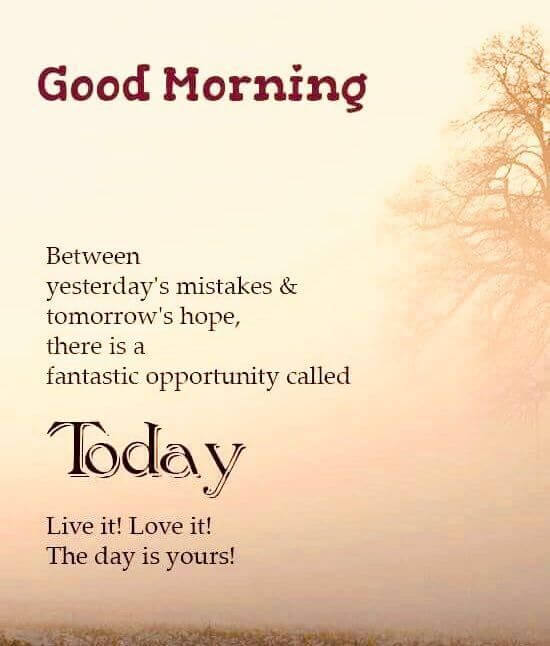 Good Morning
Between
yesterday's mistakes &
tomorrow's hope,
there is a
fantastic opportunity called
Today
Live it! Love it!
The day is yours!